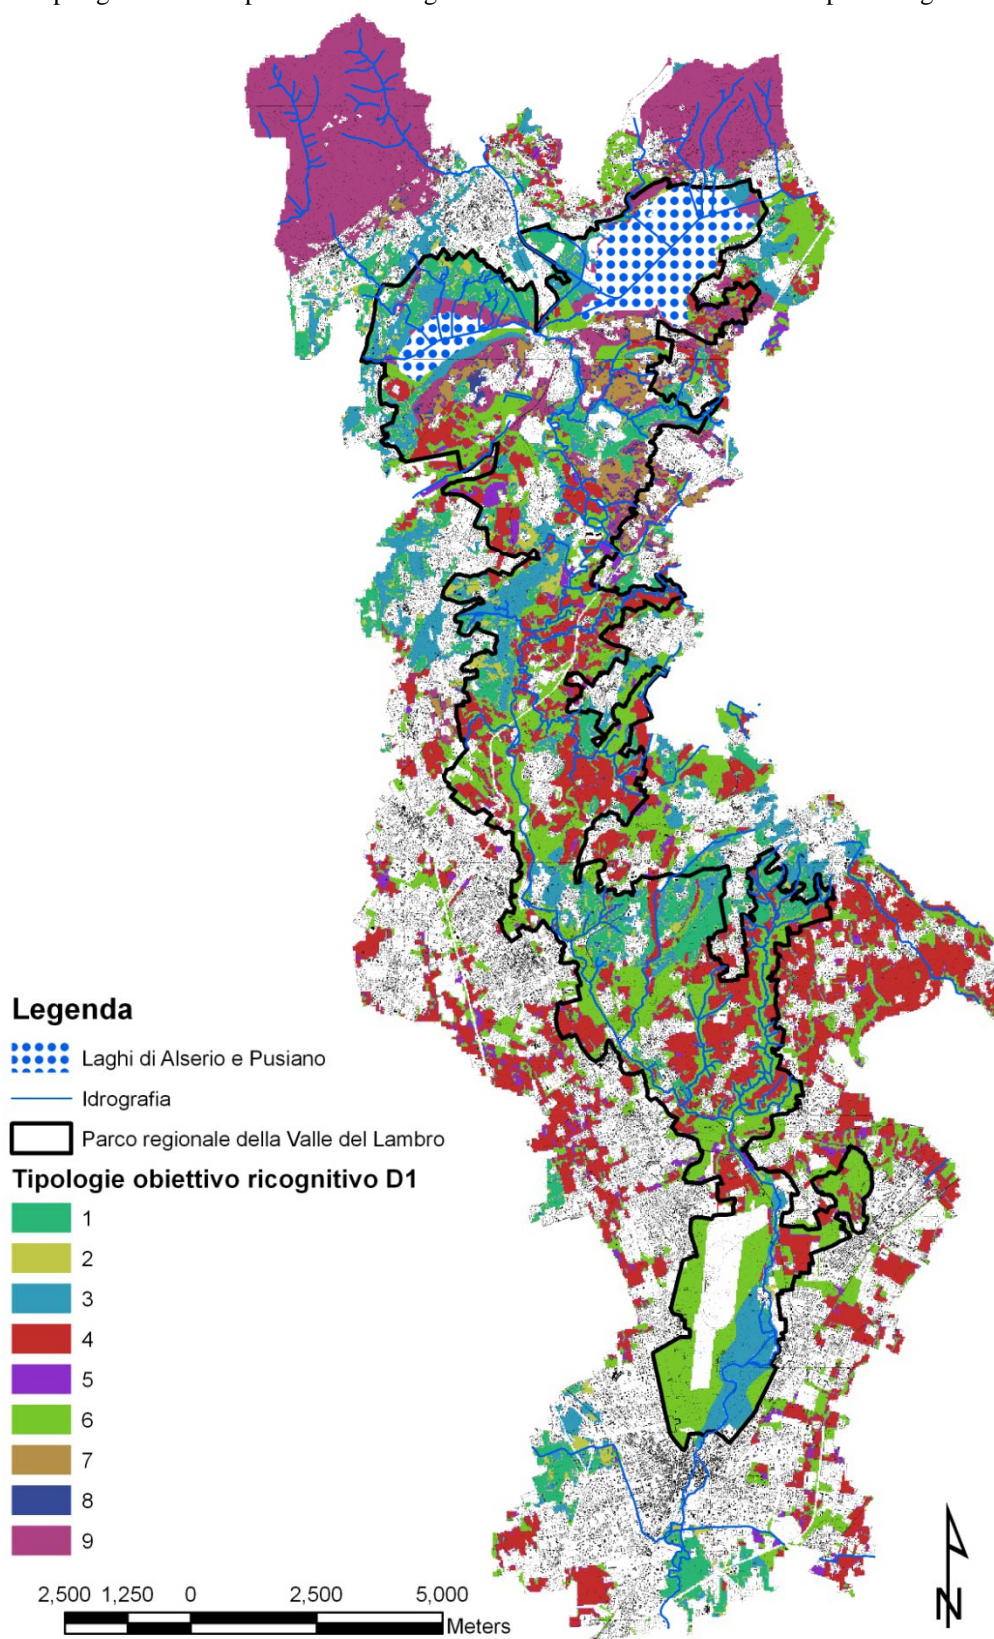 Legenda
Laghi di Alserio e Pusiano
Idrografia
Parco regionale della Valle del Lambro
Tipologie obiettivo ricognitivo D1
1
2
3
4
5
6
7
8
9
2,500 1,250 0 2,500 5,000
Meters
N